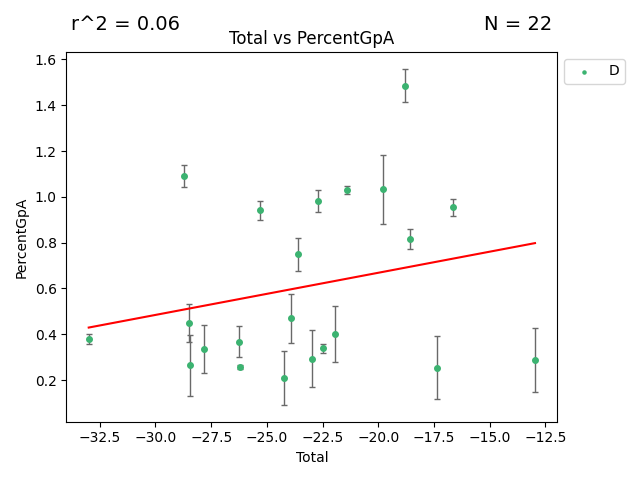 r^2 = 0.06
N = 22
Total vs PercentGpA
D
PercentGpA
1.6
1.4
1.2
1.0
0.8
0.6
0.4
0.2
−32.5 −30.0 −27.5 −25.0 −22.5 −20.0 −17.5 −15.0 −12.5
Total